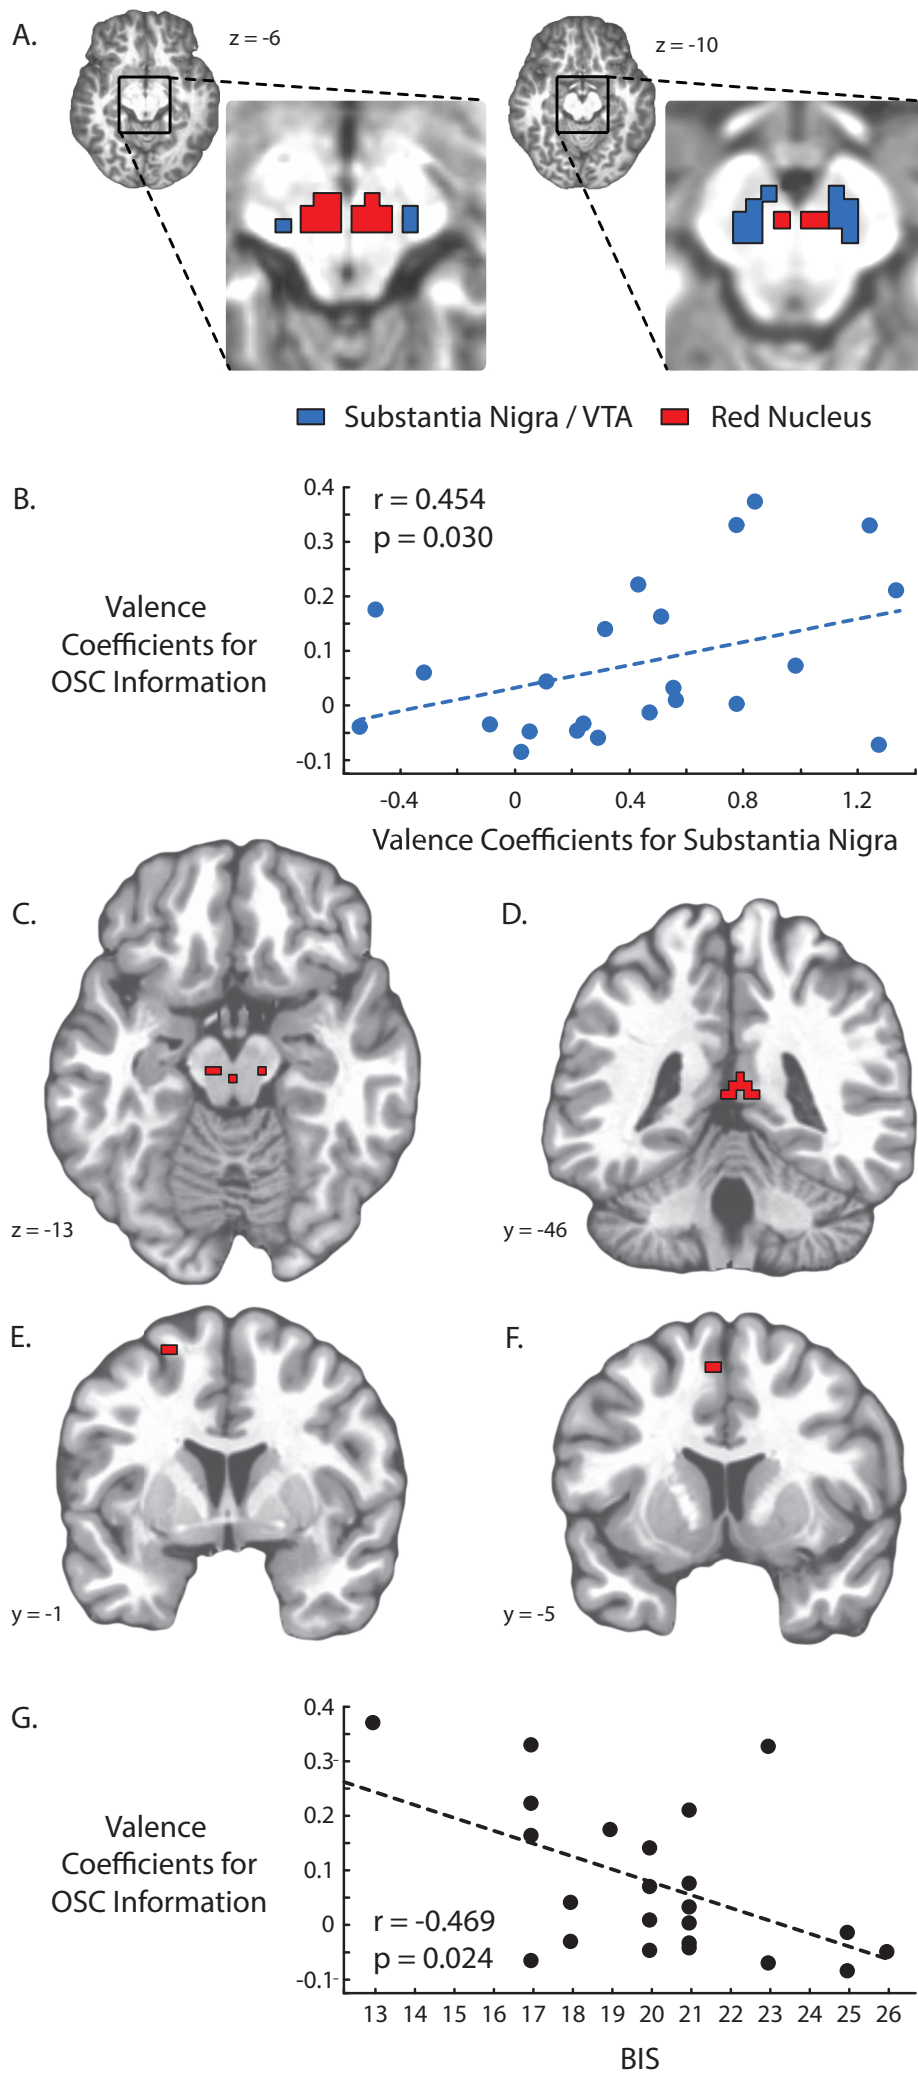 A.
z = -6
z = -10
Substantia Nigra / VTA
Red Nucleus
B.
r = 0.454
p = 0.030
0.4
0.3
0.2
0.1
0
-0.1
Valence
Coefficients for
OSC Information
-0.4 0 0.4 0.8 1.2
Valence Coefficients for Substantia Nigra
C.
z = -13
D.
y = -46
E.
y = -1
F.
y = -5
G.
0.4
0.3
0.2
0.1
0
-0.1
Valence
Coefficients for
OSC Information
r = -0.469
p = 0.024
13 14 15 16 17 18 19 20 21 22 23 24 25 26
BIS